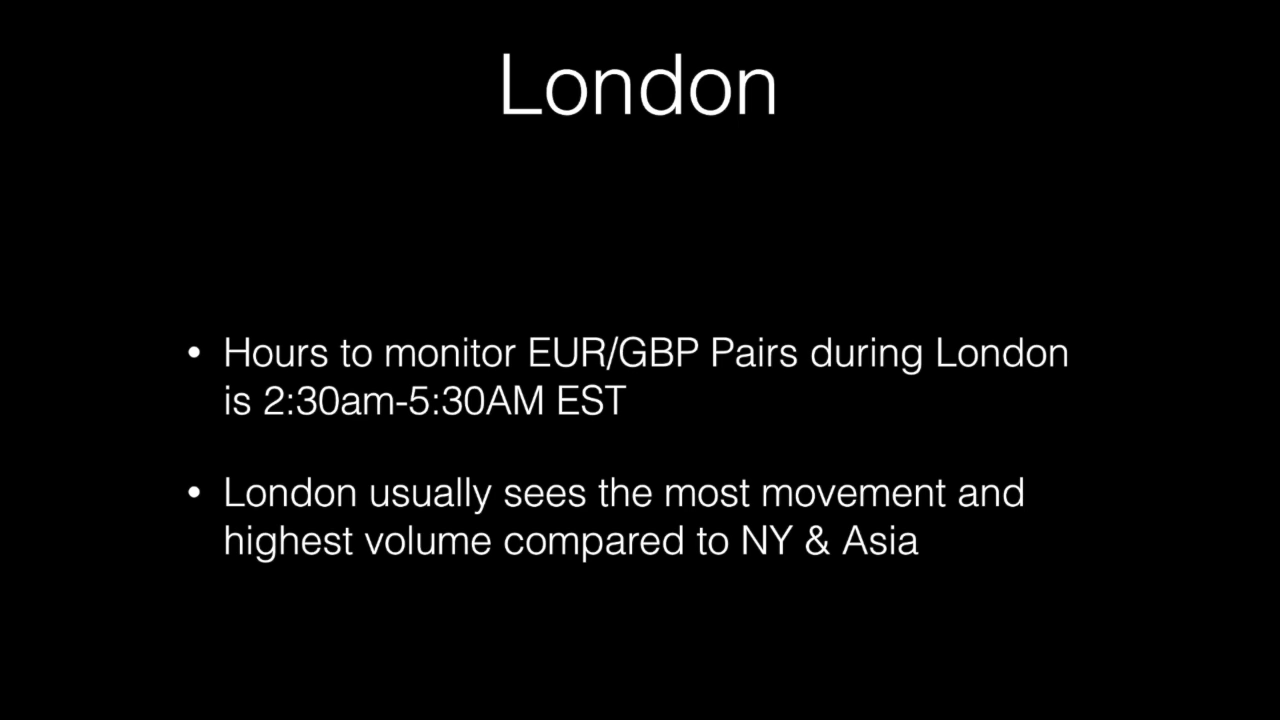 London
• Hours to monitor EUR/GBP Pairs during London
is 2:30am-5:30AM EST
• London usually sees the most movement and
highest volume compared to NY & Asia